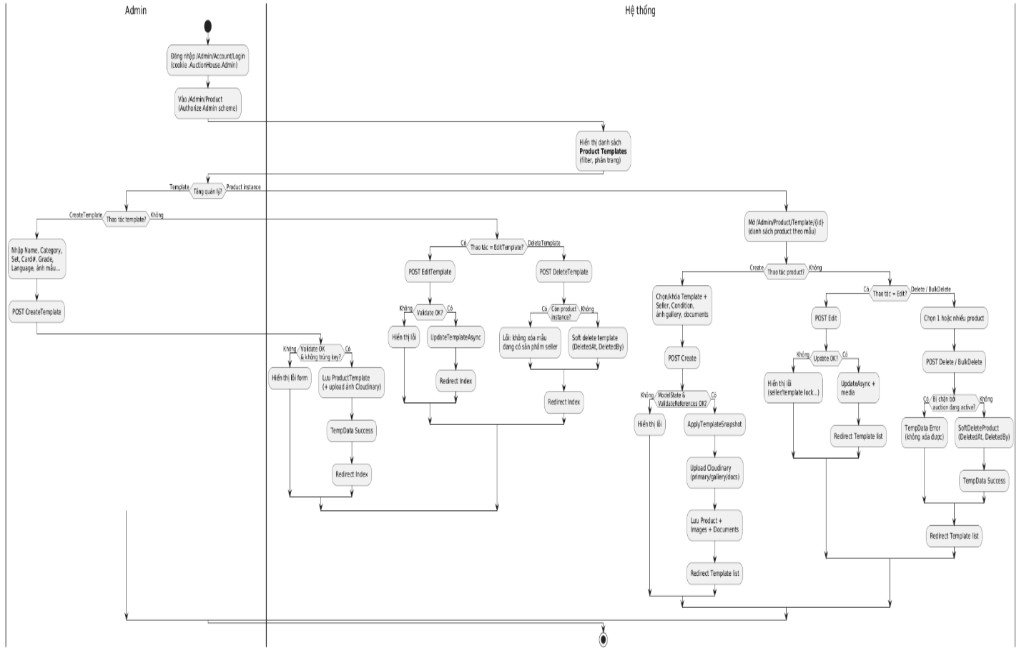 Admin
Hệ thống
Đăng nhập /Admin/Account/Login
(cookie .AuctionHouse.Admin)
Vào /Admin/Product
(Authorize Admin scheme)
Hiển thị danh sách
Product Templates
(filter, phân trang)
Template
Tầng quản lý?
Product instance
CreateTemplate
Thao tác template?
Không
Nhập Name, Category,
Set, Card#, Grade,
Language, ảnh mẫu...
POST CreateTemplate
Không
Validate OK
& không trùng key?
Có
Hiển thị lỗi form
Lưu ProductTemplate
(+ upload ảnh Cloudinary)
TempData Success
Redirect Index
Có
Thao tác = EditTemplate?
DeleteTemplate
POST EditTemplate
Không
Validate OK?
Có
Hiển thị lỗi
UpdateTemplateAsync
Redirect Index
POST DeleteTemplate
Có
Còn product
instance?
Không
Lỗi: không xóa mẫu
đang có sản phẩm seller
Soft delete template
(DeletedAt, DeletedBy)
Redirect Index
Mở /Admin/Product/Template/{id}
(danh sách product theo mẫu)
Create
Thao tác product?
Không
Chọn/khóa Template +
Seller, Condition,
ảnh gallery, documents
POST Create
Không
ModelState &
ValidateReferences OK?
Có
Hiển thị lỗi
ApplyTemplateSnapshot
Upload Cloudinary
(primary/gallery/docs)
Lưu Product +
Images + Documents
Redirect Template list
Có
Thao tác = Edit?
Delete / BulkDelete
POST Edit
Không
Update OK?
Có
Hiển thị lỗi
(seller/template lock...)
UpdateAsync +
media
Redirect Template list
Chọn 1 hoặc nhiều product
POST Delete / BulkDelete
Có
Bị chặn bởi
auction đang active?
Không
TempData Error
(không xóa được)
SoftDeleteProduct
(DeletedAt, DeletedBy)
TempData Success
Redirect Template list